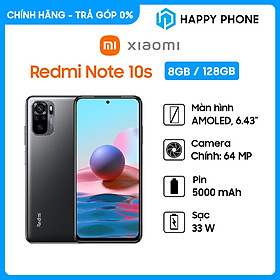 CHÍNH HÃNG - TRẢ GÓP 0%
HAPPY PHONE
xiaomi
Redmi Note 10s
8GB / 128GB
Màn hình
AMOLED, 6.43"
Camera
Chính: 64 MP
Pin
5000 mAh
Sạc
33 W
Redmi